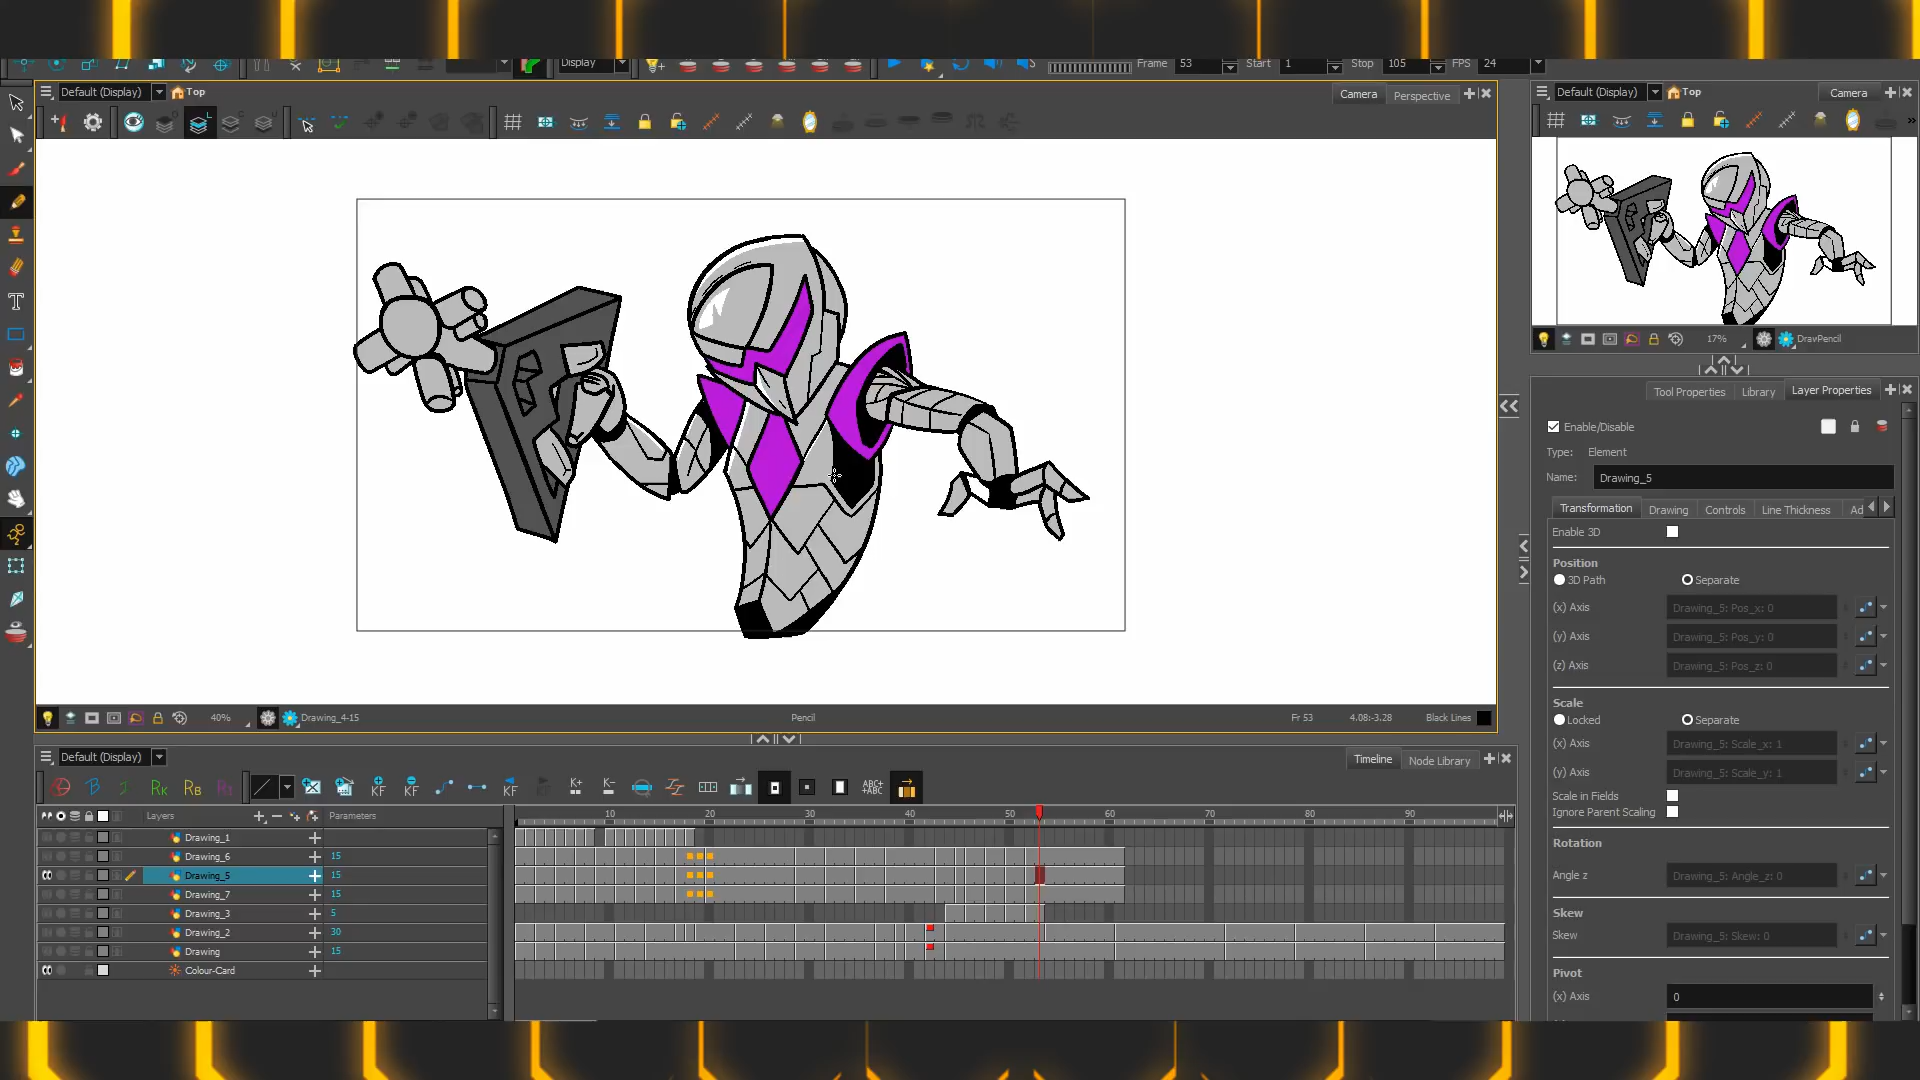 Display Frame 53 Start 1 Stop 105 FPS 24
Default (Display) Top Camera Perspective
Default (Display) Top Camera
40% Drawing_4-15 Pencil Fr 53 4.08:-3.28 Black Lines
17%
Tool Properties Library Layer Properties
Enable/Disable
Type: Element
Name: Drawing_5
Transformation Drawing Controls Line Thickness Ad
Enable 3D
Position
3D Path Separate
(x) Axis Drawing_5: Pos_x: 0
(y) Axis Drawing_5: Pos_y: 0
(z) Axis Drawing_5: Pos_z: 0
Scale
Locked Separate
(x) Axis Drawing_5: Scale_x: 1
(y) Axis Drawing_5: Scale_y: 1
Scale in Fields
Ignore Parent Scaling
Rotation
Angle z Drawing_5: Angle_z: 0
Skew
Skew Drawing_5: Skew: 0
Pivot
(x) Axis 0
Default (Display) Timeline Node Library
Layers Parameters 10 20 30 40 50 60 70 80 90
Drawing_1
Drawing_6 15
Drawing_5 15
Drawing_7 15
Drawing_3 5
Drawing_2 30
Drawing 15
Colour-Card